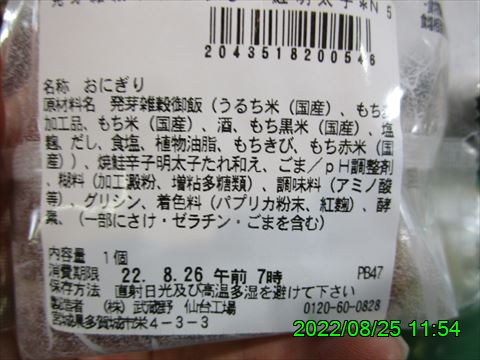 2043518200546
名称 おにぎり
原材料名 発芽雑穀御飯（うるち米（国産）、もち
加工品、もち米（国産）、酒、もち黒米（国産）、塩
麹、だし、食塩、植物油脂、もちきび、もち赤米（国
産））、焼鮭辛子明太子たれ和え、ごま／ｐＨ調整剤
、糊料（加工澱粉、増粘多糖類）、調味料（アミノ酸
等）、グリシン、着色料（パプリカ粉末、紅麹）、酵
素、（一部にさけ・ゼラチン・ごまを含む）
内容量 1個
消費期限 22. 8.26 午前 7時 PB47
保存方法 直射日光及び高温多湿を避けて下さい
製造者 （株）武蔵野 仙台工場 0120-60-0828
宮城県多賀城市栄４－３－３
2022/08/25 11:54